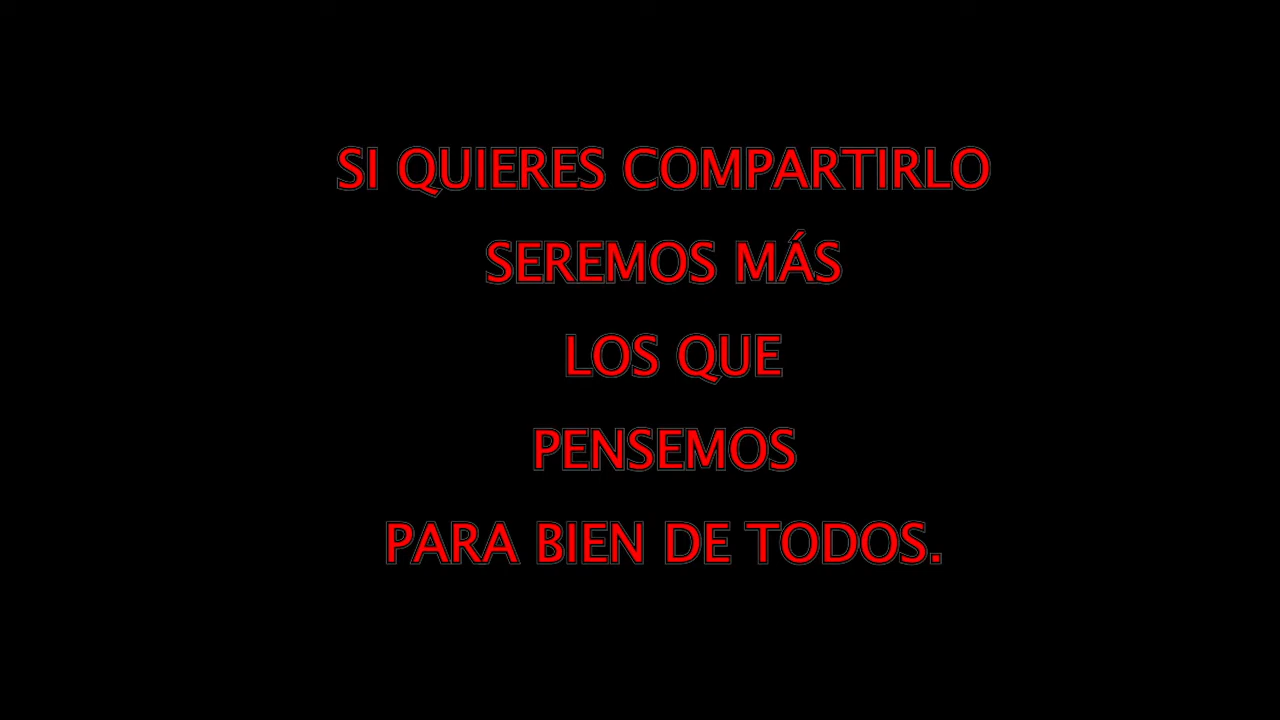 SI QUIERES COMPARTIRLO
SEREMOS MÁS
LOS QUE
PENSEMOS
PARA BIEN DE TODOS.